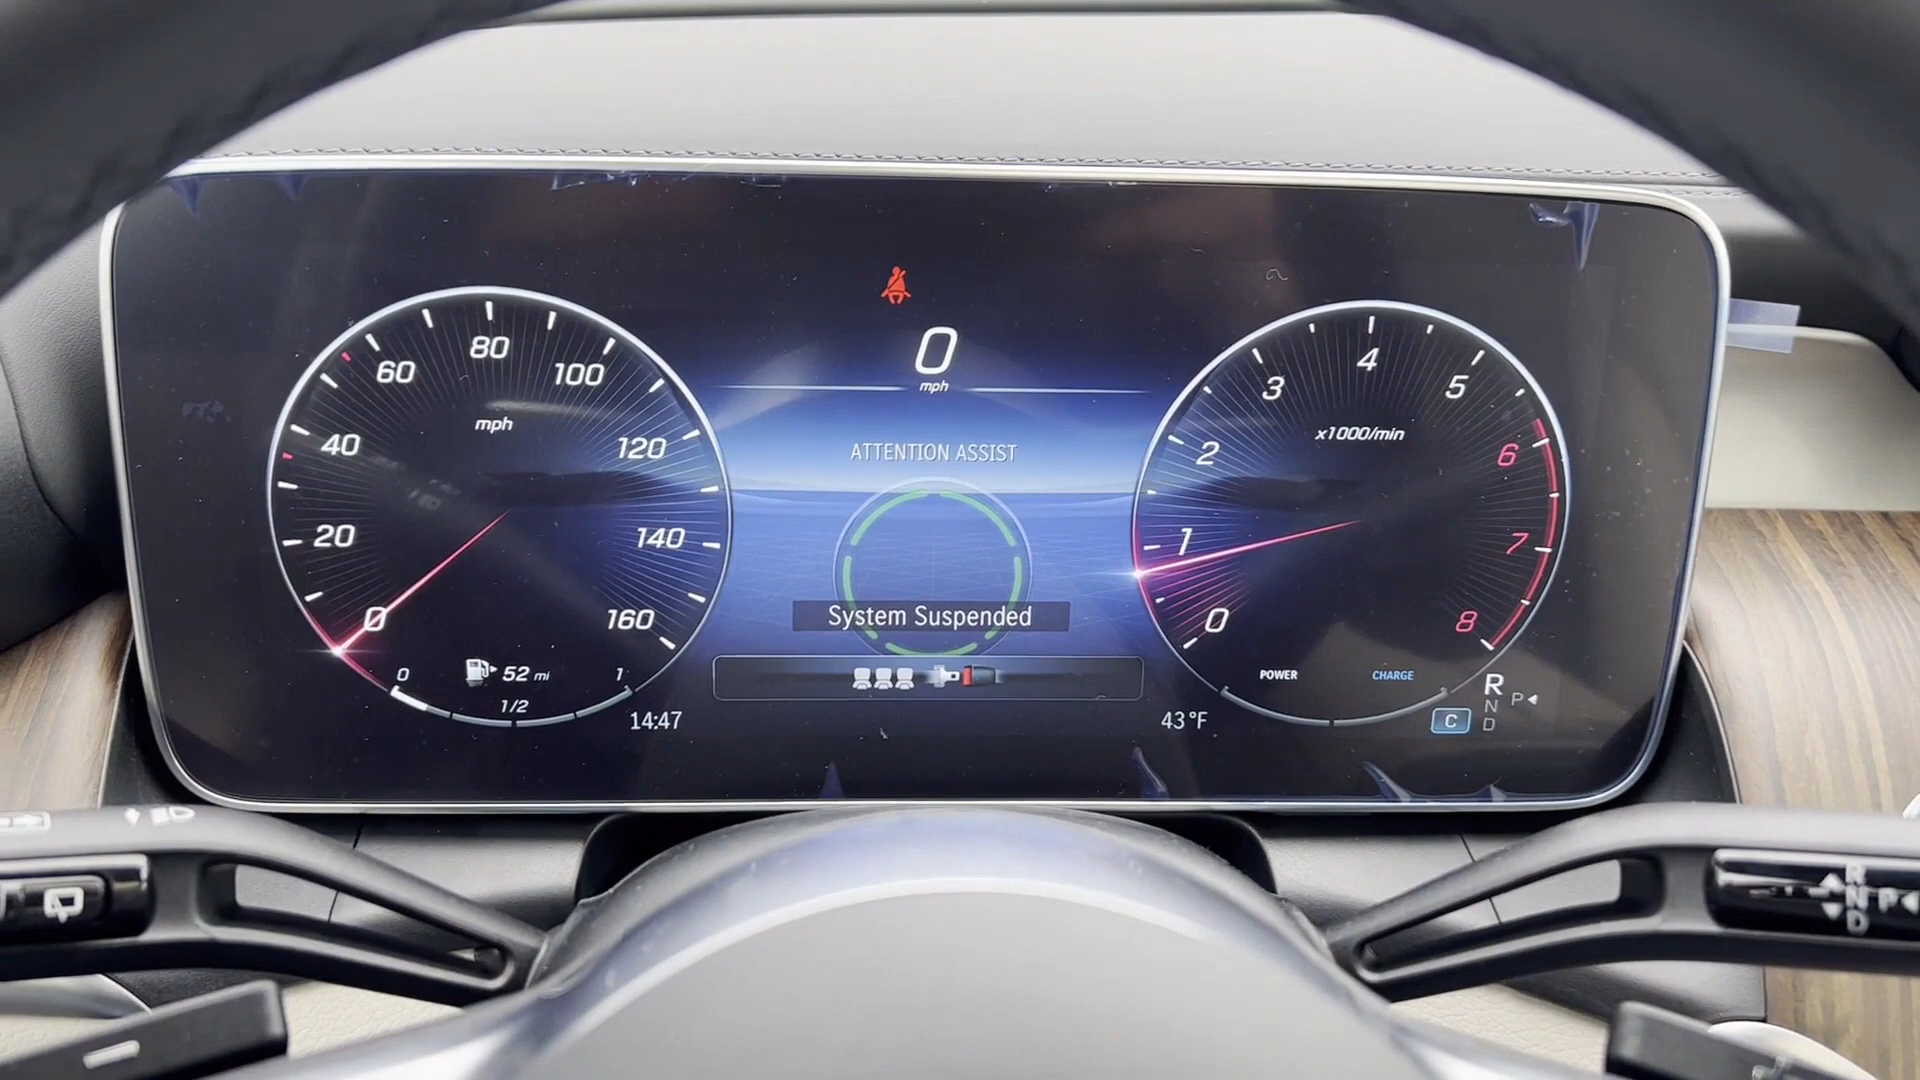 0
mph
80
60
100
mph
40
120
20
140
0
160
0
52 mi
1
1/2
14:47
ATTENTION ASSIST
System Suspended
4
3
5
x1000/min
2
6
1
7
0
8
POWER
CHARGE
43°F
R
N P
C D
R
N P
D